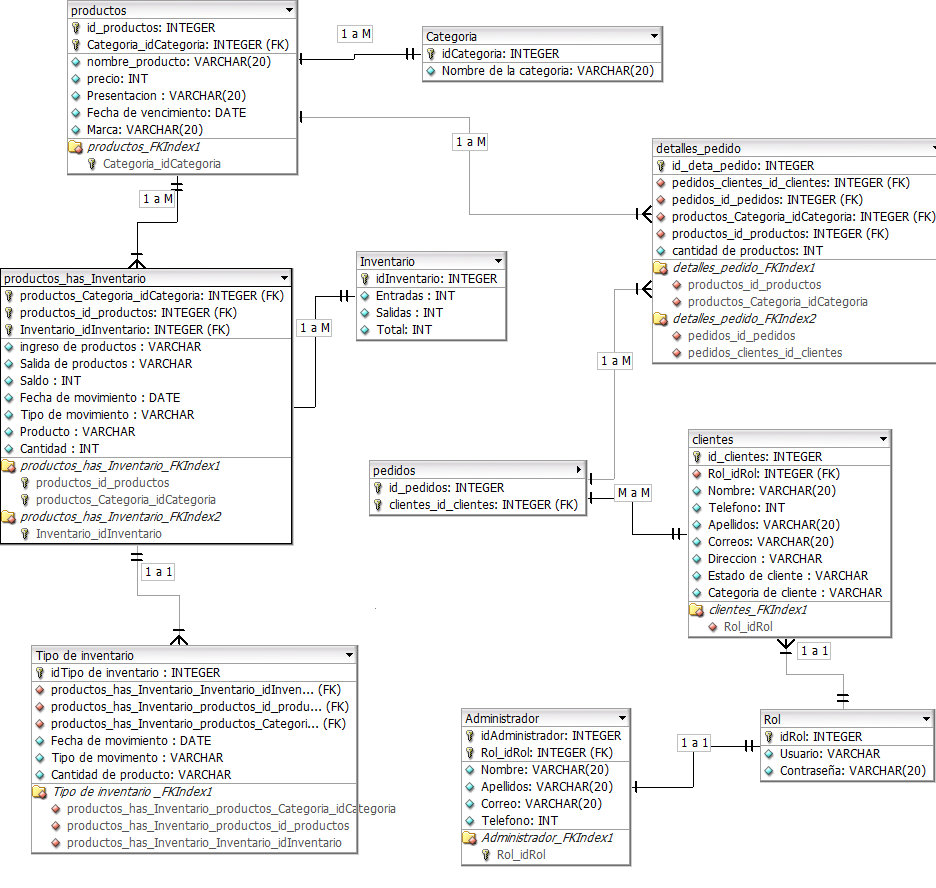 productos
id_productos: INTEGER
Categoria_idCategoria: INTEGER (FK)
nombre_producto: VARCHAR(20)
precio: INT
Presentacion : VARCHAR(20)
Fecha de vencimiento: DATE
Marca: VARCHAR(20)
productos_FKIndex1
Categoria_idCategoria
1 a M
Categoria
idCategoria: INTEGER
Nombre de la categoria: VARCHAR(20)
1 a M
detalles_pedido
id_deta_pedido: INTEGER
pedidos_clientes_id_clientes: INTEGER (FK)
pedidos_id_pedidos: INTEGER (FK)
productos_Categoria_idCategoria: INTEGER (FK)
productos_id_productos: INTEGER (FK)
cantidad de productos: INT
detalles_pedido_FKIndex1
productos_id_productos
productos_Categoria_idCategoria
detalles_pedido_FKIndex2
pedidos_id_pedidos
pedidos_clientes_id_clientes
1 a M
productos_has_Inventario
productos_Categoria_idCategoria: INTEGER (FK)
productos_id_productos: INTEGER (FK)
Inventario_idInventario: INTEGER (FK)
ingreso de productos : VARCHAR
Salida de productos : VARCHAR
Saldo : INT
Fecha de movimiento : DATE
Tipo de movimiento : VARCHAR
Producto : VARCHAR
Cantidad : INT
productos_has_Inventario_FKIndex1
productos_id_productos
productos_Categoria_idCategoria
productos_has_Inventario_FKIndex2
Inventario_idInventario
Inventario
idInventario: INTEGER
Entradas : INT
Salidas : INT
Total: INT
1 a M
1 a M
pedidos
id_pedidos: INTEGER
clientes_id_clientes: INTEGER (FK)
M a M
clientes
id_clientes: INTEGER
Rol_idRol: INTEGER (FK)
Nombre: VARCHAR(20)
Telefono: INT
Apellidos: VARCHAR(20)
Correos: VARCHAR(20)
Direccion : VARCHAR
Estado de cliente : VARCHAR
Categoria de cliente : VARCHAR
clientes_FKIndex1
Rol_idRol
1 a 1
1 a 1
Tipo de inventario
idTipo de inventario : INTEGER
productos_has_Inventario_Inventario_idInven... (FK)
productos_has_Inventario_productos_id_produ... (FK)
productos_has_Inventario_productos_Categori... (FK)
Fecha de movimiento : DATE
Tipo de movmento : VARCHAR
Cantidad de producto: VARCHAR
Tipo de inventario _FKIndex1
productos_has_Inventario_productos_Categoria_idCategoria
productos_has_Inventario_productos_id_productos
productos_has_Inventario_Inventario_idInventario
Administrador
idAdministrador: INTEGER
Rol_idRol: INTEGER (FK)
Nombre: VARCHAR(20)
Apellidos: VARCHAR(20)
Correo: VARCHAR(20)
Telefono: INT
Administrador_FKIndex1
Rol_idRol
1 a 1
Rol
idRol: INTEGER
Usuario: VARCHAR
Contraseña: VARCHAR(20)